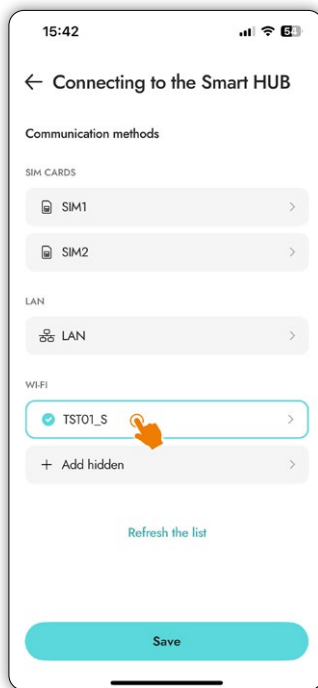 15:42
54
← Connecting to the Smart HUB
Communication methods
SIM CARDS
SIM1
SIM2
LAN
LAN
WI-FI
TST01_S
+ Add hidden
Refresh the list
Save